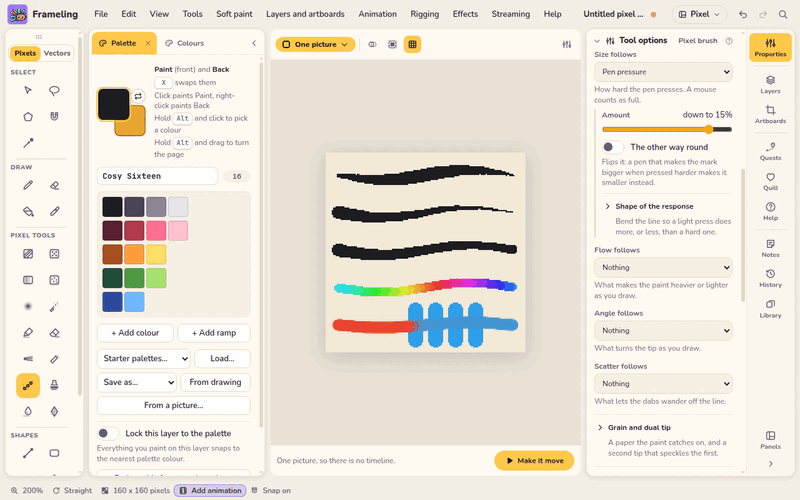 Frameling
File
Edit
View
Tools
Soft paint
Layers and artboards
Animation
Rigging
Effects
Streaming
Help
Untitled pixel ...
Pixel
Pixels
Vectors
SELECT
DRAW
PIXEL TOOLS
SHAPES
Palette
Colours
Paint (front) and Back
X swaps them
Click paints Paint, right-
click paints Back
Hold Alt and click to pick
a colour
Hold Alt and drag to turn
the page
Cosy Sixteen
16
+ Add colour
+ Add ramp
Starter palettes...
Load...
Save as...
From drawing
From a picture...
Lock this layer to the palette
Everything you paint on this layer snaps to
the nearest palette colour.
One picture
One picture, so there is no timeline.
Make it move
Tool options
Pixel brush
Size follows
Pen pressure
How hard the pen presses. A mouse
counts as full.
Amount
down to 15%
The other way round
Flips it: a pen that makes the mark
bigger when pressed harder makes it
smaller instead.
Shape of the response
Bend the line so a light press does
more, or less, than a hard one.
Flow follows
Nothing
What makes the paint heavier or lighter
as you draw.
Angle follows
Nothing
What turns the tip as you draw.
Scatter follows
Nothing
What lets the dabs wander off the line.
Grain and dual tip
A paper the paint catches on, and a
second tip that speckles the first.
Properties
Layers
Artboards
Quests
Quill
Help
Notes
History
Library
Panels
200%
Straight
160 x 160 pixels
Add animation
Snap on